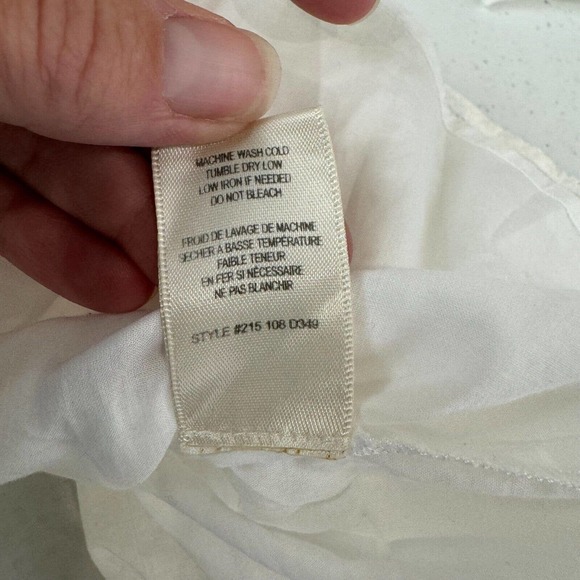 MACHINE WASH COLD
TUMBLE DRY LOW
LOW IRON IF NEEDED
DO NOT BLEACH
FROID DE LAVAGE DE MACHINE
SECHER A BASSE TEMPÉRATURE
FAIBLE TENEUR
EN FER SI NÉCESSAIRE
NE PAS BLANCHIR
STYLE #215 108 D349